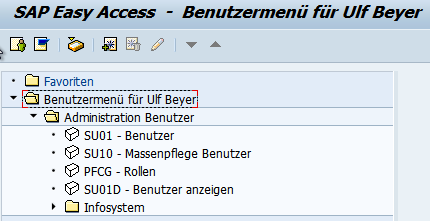 SAP Easy Access - Benutzermenü für Ulf Beyer
Favoriten
Benutzermenü für Ulf Beyer
Administration Benutzer
SU01 - Benutzer
SU10 - Massenpflege Benutzer
PFCG - Rollen
SU01D - Benutzer anzeigen
Infosystem